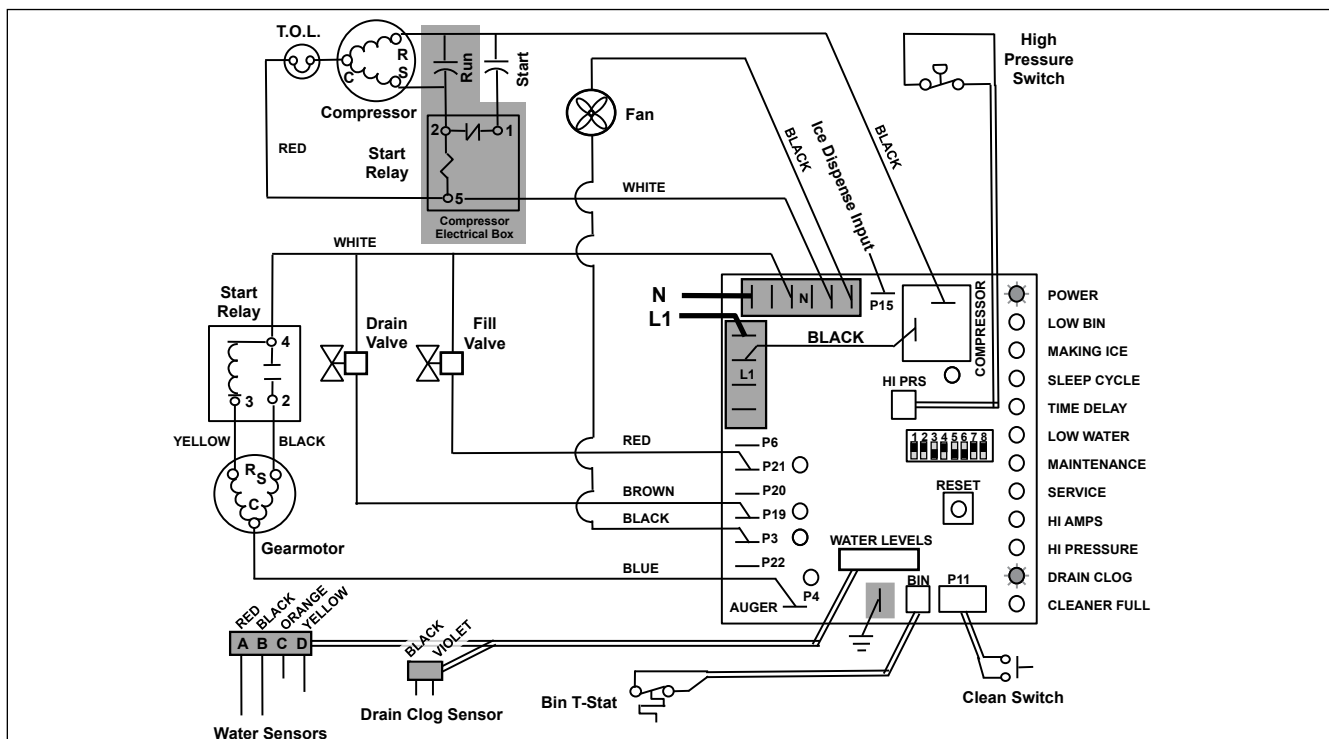 T.O.L.
R
S
C
Compressor
Run
Start
2
1
5
Start
Relay
Compressor
Electrical Box
RED
WHITE
Fan
BLACK
Ice Dispense Input
BLACK
High
Pressure
Switch
WHITE
Start
Relay
4
3
2
YELLOW
BLACK
R
S
C
Gearmotor
Drain
Valve
Fill
Valve
N
L1
N
P15
L1
BLACK
COMPRESSOR
HI PRS
1 2 3 4 5 6 7 8
RESET
P6
RED
P21
P20
BROWN
P19
BLACK
P3
P22
BLUE
P4
AUGER
WATER LEVELS
BIN
P11
POWER
LOW BIN
MAKING ICE
SLEEP CYCLE
TIME DELAY
LOW WATER
MAINTENANCE
SERVICE
HI AMPS
HI PRESSURE
DRAIN CLOG
CLEANER FULL
RED
BLACK
ORANGE
YELLOW
A B C D
Water Sensors
BLACK
VIOLET
Drain Clog Sensor
Bin T-Stat
Clean Switch